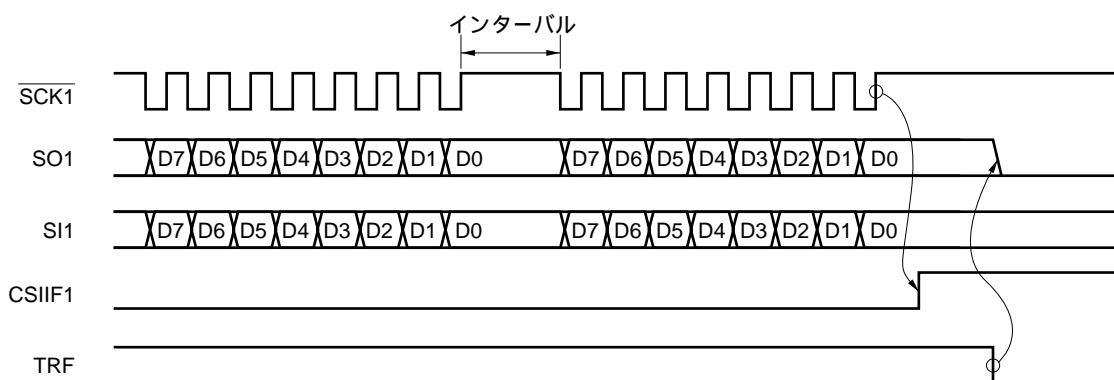 インターバル
SCK1
SO1 D7 D6 D5 D4 D3 D2 D1 D0 D7 D6 D5 D4 D3 D2 D1 D0
SI1 D7 D6 D5 D4 D3 D2 D1 D0 D7 D6 D5 D4 D3 D2 D1 D0
CSIIF1
TRF